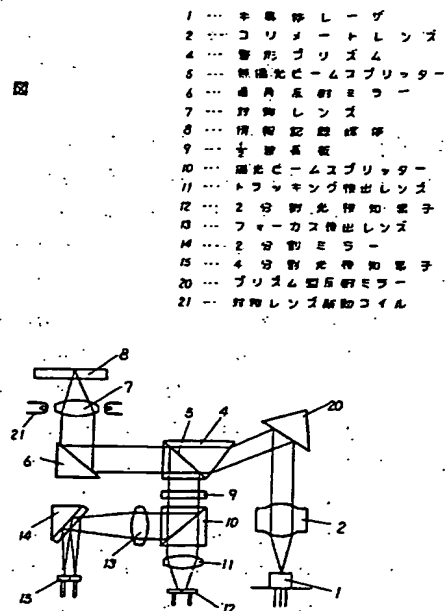 1 … 半導体レーザ
2 … コリメートレンズ
4 … 整形プリズム
5 … 無偏光ビームスプリッター
6 … 直角反射ミラー
7 … 対物レンズ
8 … 情報記録媒体
9 … 1/2 波長板
10 … 偏光ビームスプリッター
11 … トラッキング検出レンズ
12 … 2分割光検知素子
13 … フォーカス検出レンズ
14 … 2分割ミラー
15 … 4分割光検知素子
20 … プリズム型反射ミラー
21 … 対物レンズ駆動コイル
図
8
7
21
5
4
20
6
9
10
14
13
2
11
15
12
1